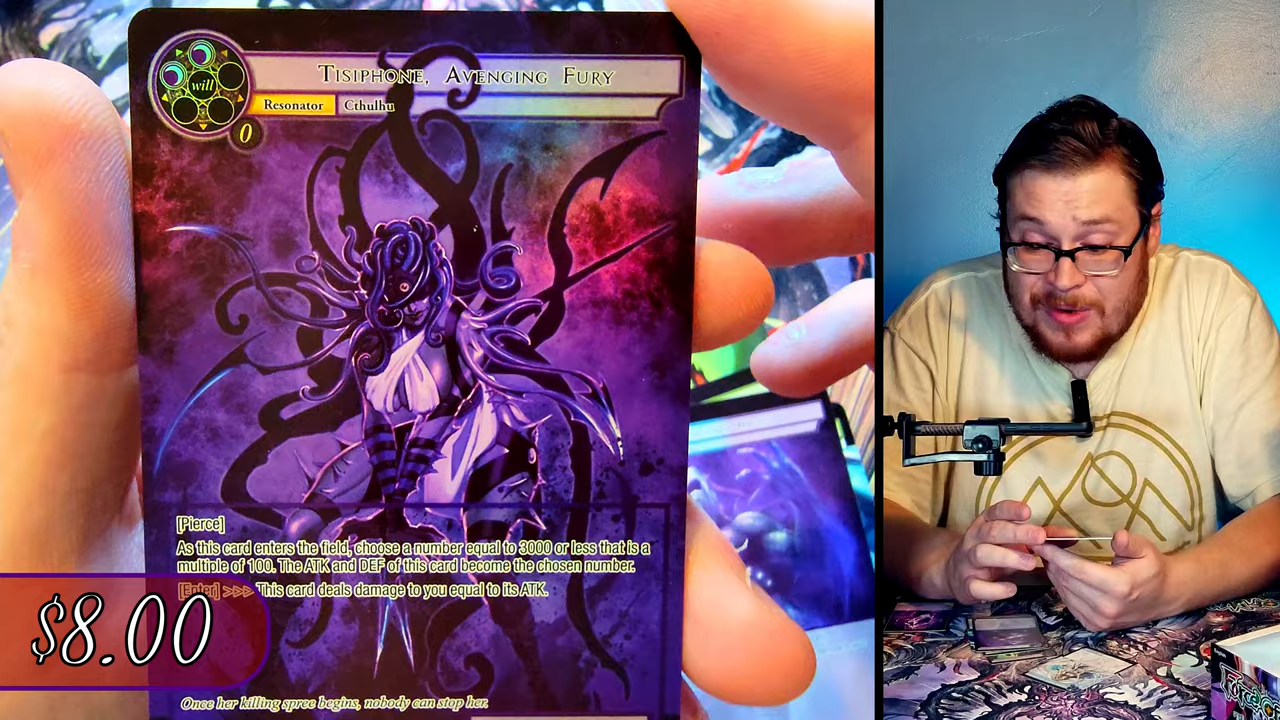 Tisiphone, Avenging Fury
will
Resonator Cthulhu
0
[Pierce]
As this card enters the field, choose a number equal to 3000 or less that is a
multiple of 100. The ATK and DEF of this card become the chosen number.
[Enter] >>> This card deals damage to you equal to its ATK.
$8.00
Once her killing spree begins, nobody can stop her.
Force of